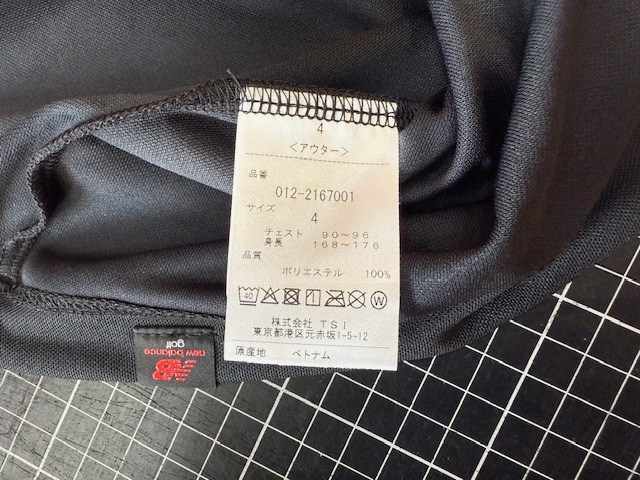 4
<アウター>
品番
012-2167001
サイズ
4
チェスト 90~96
身長 168~176
品質
ポリエステル 100%
40 W
株式会社 TSI
東京都港区元赤坂1-5-12
原産地 ベトナム
new balance
golf